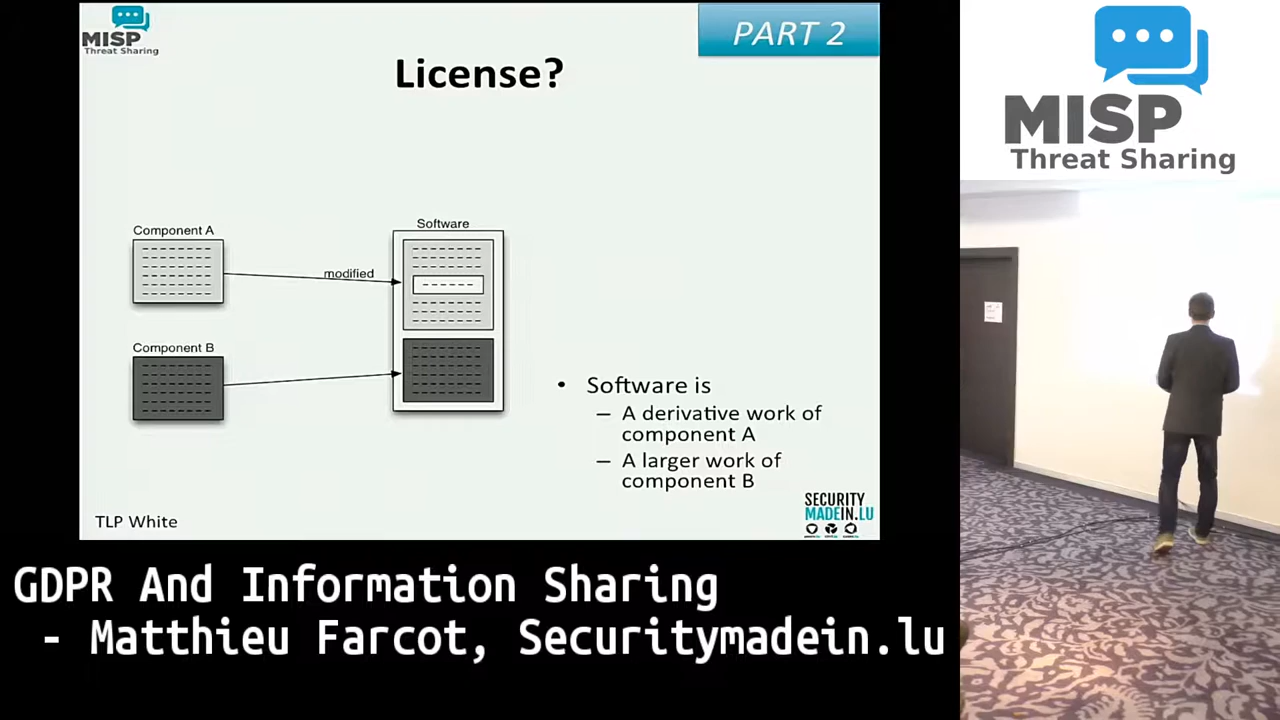 MISP
Threat Sharing
PART 2
License?
Component A
modified
Software
Component B
• Software is
– A derivative work of
component A
– A larger work of
component B
TLP White
SECURITY
MADEIN.LU
GDPR And Information Sharing
- Matthieu Farcot, Securitymadein.lu
MISP
Threat Sharing